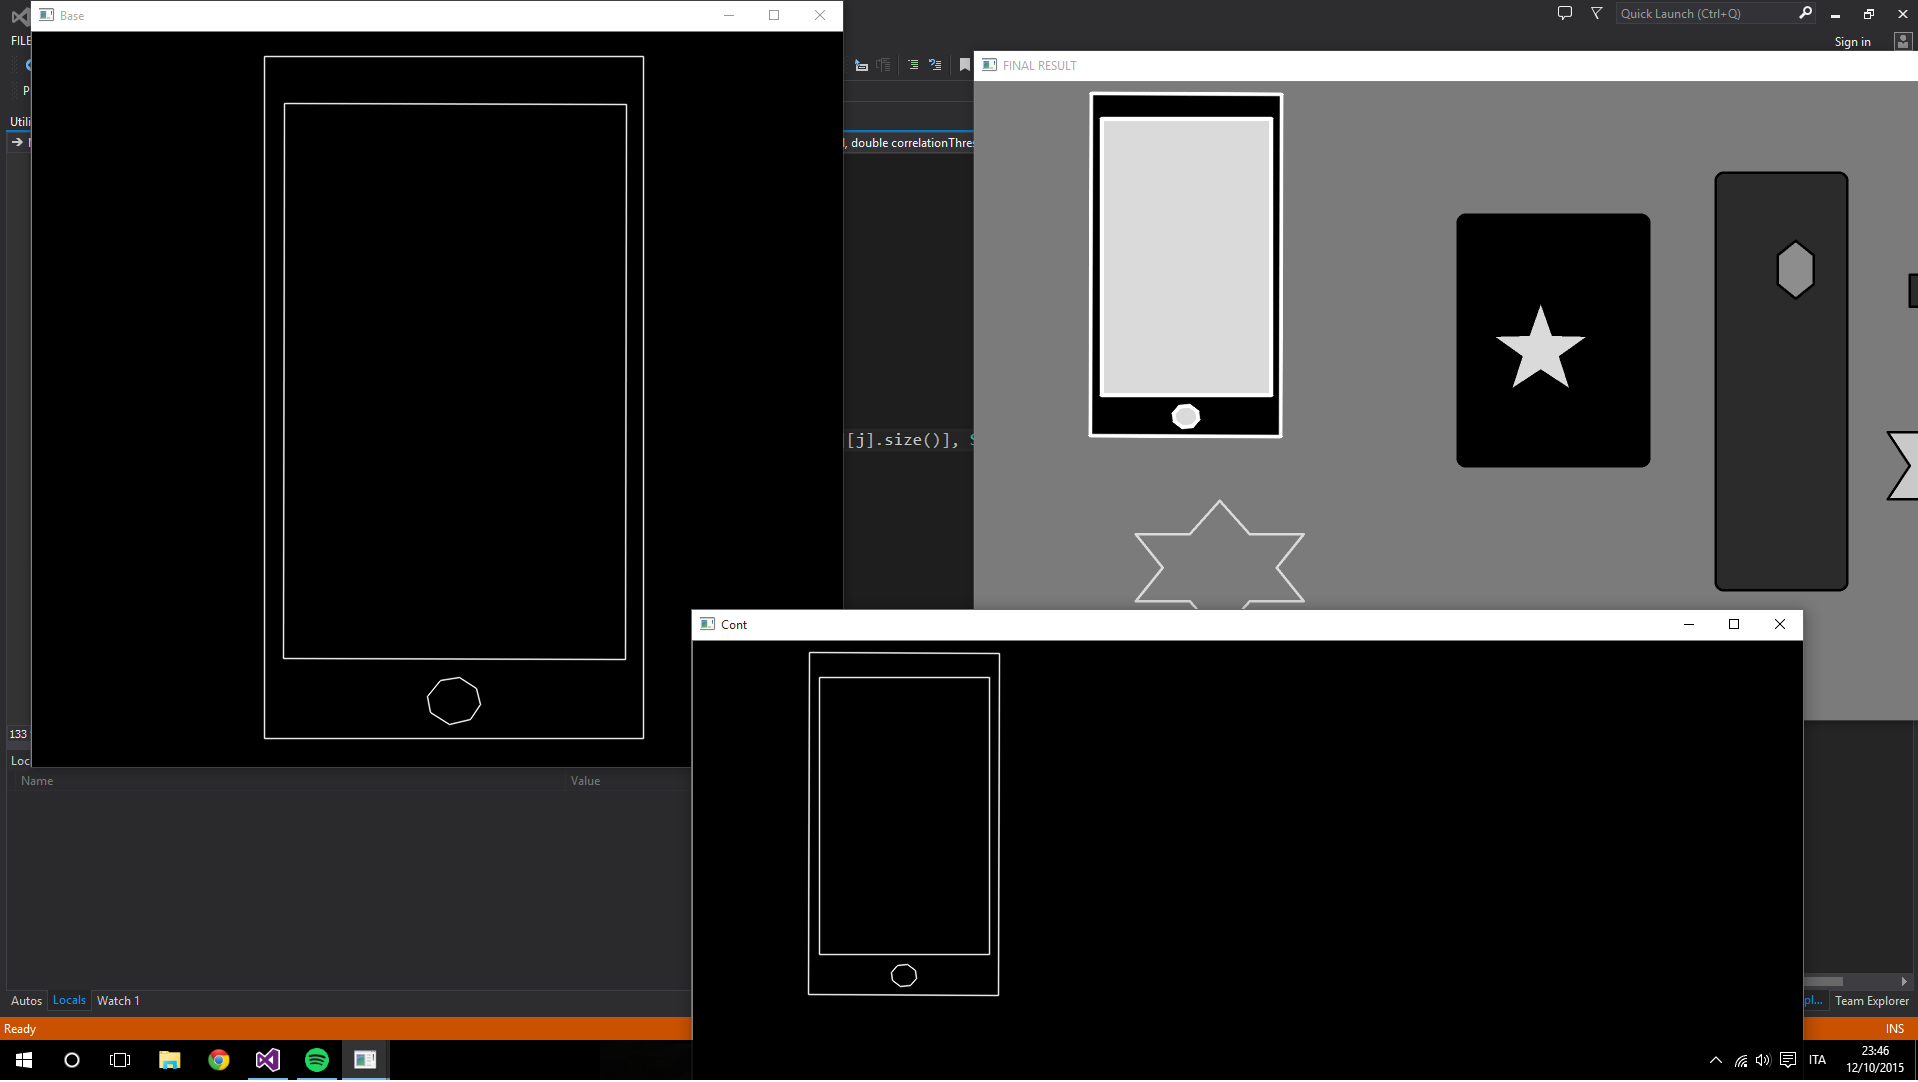 Base
Quick Launch (Ctrl+Q)
FILE
Sign in
FINAL RESULT
P
Utili
, double correlationThres
[j].size()], S
Cont
133
Loc
Name
Value
Autos
Locals
Watch 1
pl...
Team Explorer
Ready
INS
ITA
23:46
12/10/2015